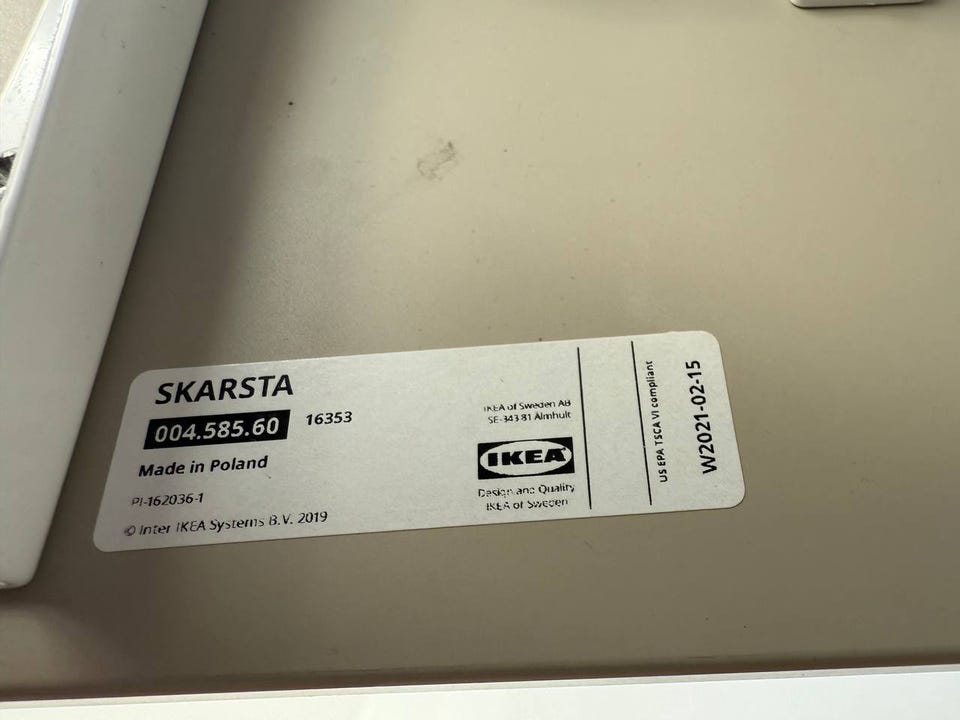 SKARSTA
004.585.60 16353
Made in Poland
PI-162036-1
© Inter IKEA Systems B.V. 2019
IKEA of Sweden AB
SE-343 81 Älmhult
IKEA
Design and Quality
IKEA of Sweden
US EPA TSCA VI compliant
W2021-02-15